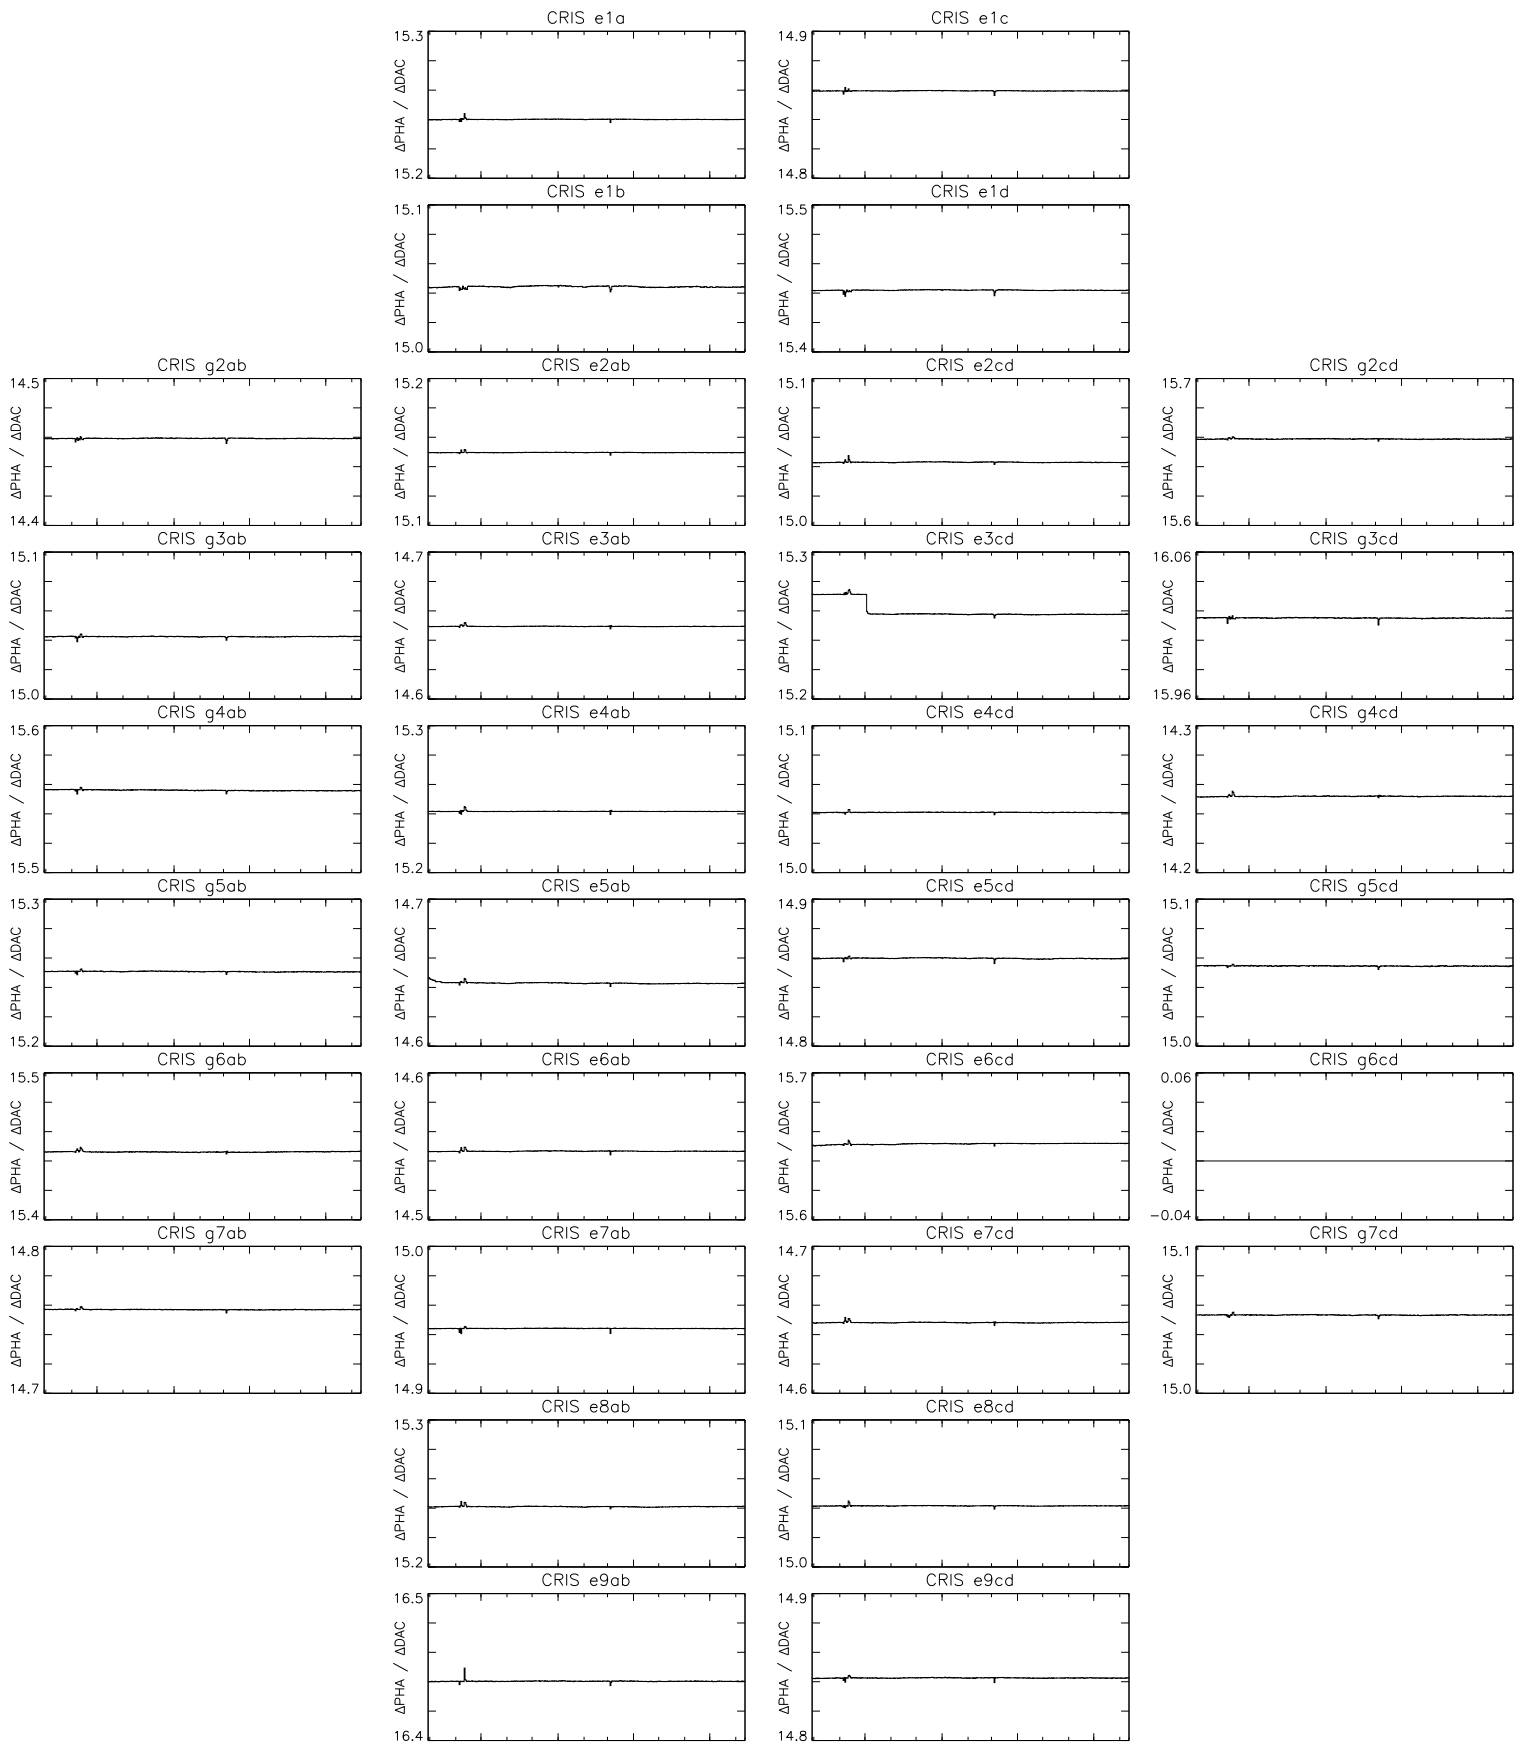 CRIS e1a
CRIS e1c
15.3
ΔPHA / ΔDAC
15.2
14.9
ΔPHA / ΔDAC
14.8
CRIS e1b
CRIS e1d
15.1
ΔPHA / ΔDAC
15.0
15.5
ΔPHA / ΔDAC
15.4
CRIS g2ab
CRIS e2ab
CRIS e2cd
CRIS g2cd
14.5
ΔPHA / ΔDAC
14.4
15.2
ΔPHA / ΔDAC
15.1
15.1
ΔPHA / ΔDAC
15.0
15.7
ΔPHA / ΔDAC
15.6
CRIS g3ab
CRIS e3ab
CRIS e3cd
CRIS g3cd
15.1
ΔPHA / ΔDAC
15.0
14.7
ΔPHA / ΔDAC
14.6
15.3
ΔPHA / ΔDAC
15.2
16.06
ΔPHA / ΔDAC
15.96
CRIS g4ab
CRIS e4ab
CRIS e4cd
CRIS g4cd
15.6
ΔPHA / ΔDAC
15.5
15.3
ΔPHA / ΔDAC
15.2
15.1
ΔPHA / ΔDAC
15.0
14.3
ΔPHA / ΔDAC
14.2
CRIS g5ab
CRIS e5ab
CRIS e5cd
CRIS g5cd
15.3
ΔPHA / ΔDAC
15.2
14.7
ΔPHA / ΔDAC
14.6
14.9
ΔPHA / ΔDAC
14.8
15.1
ΔPHA / ΔDAC
15.0
CRIS g6ab
CRIS e6ab
CRIS e6cd
CRIS g6cd
15.5
ΔPHA / ΔDAC
15.4
14.6
ΔPHA / ΔDAC
14.5
15.7
ΔPHA / ΔDAC
15.6
0.06
ΔPHA / ΔDAC
−0.04
CRIS g7ab
CRIS e7ab
CRIS e7cd
CRIS g7cd
14.8
ΔPHA / ΔDAC
14.7
15.0
ΔPHA / ΔDAC
14.9
14.7
ΔPHA / ΔDAC
14.6
15.1
ΔPHA / ΔDAC
15.0
CRIS e8ab
CRIS e8cd
15.3
ΔPHA / ΔDAC
15.2
15.1
ΔPHA / ΔDAC
15.0
CRIS e9ab
CRIS e9cd
16.5
ΔPHA / ΔDAC
16.4
14.9
ΔPHA / ΔDAC
14.8